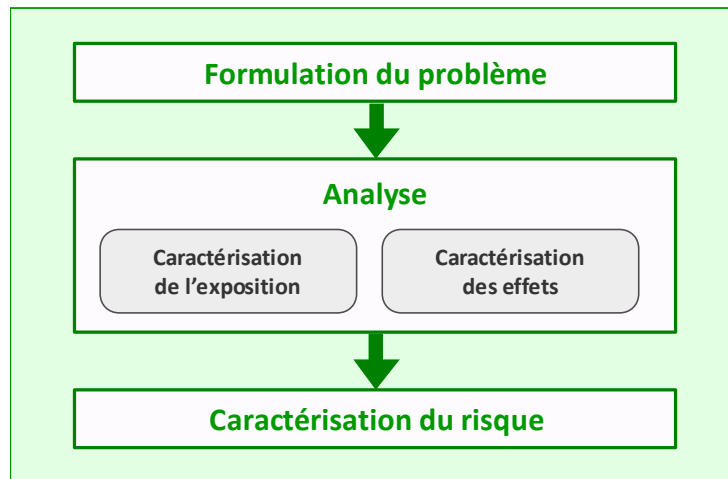 Formulation du problème
Analyse
Caractérisation
de l’exposition
Caractérisation
des effets
Caractérisation du risque